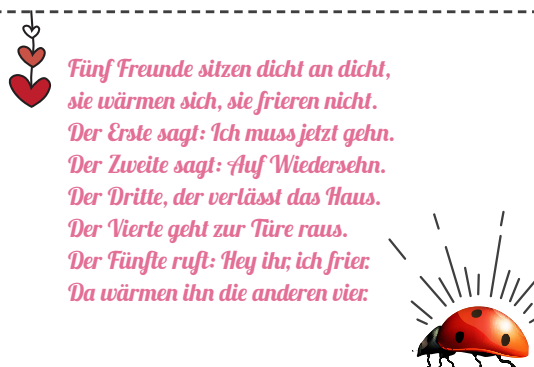 Fünf Freunde sitzen dicht an dicht,
sie wärmen sich, sie frieren nicht.
Der Erste sagt: Ich muss jetzt gehn.
Der Zweite sagt: Auf Wiedersehn.
Der Dritte, der verlässt das Haus.
Der Vierte geht zur Türe raus.
Der Fünfte ruft: Hey ihr, ich frier.
Da wärmen ihn die anderen vier.